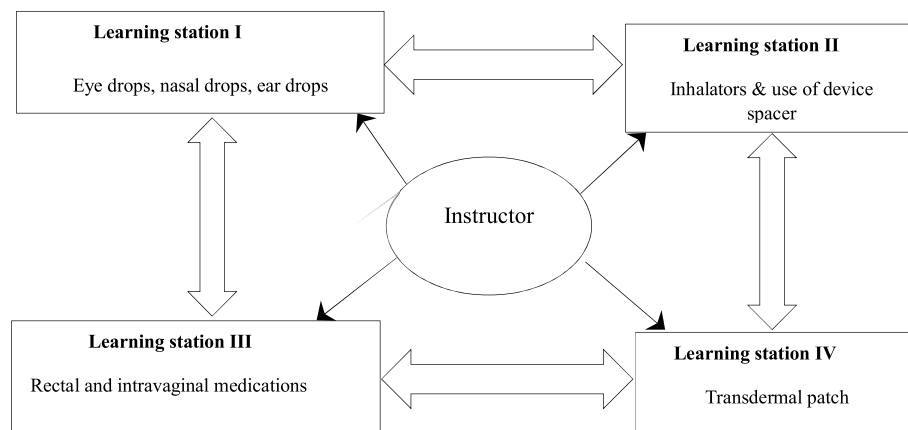 Learning station I
Eye drops, nasal drops, ear drops
Learning station II
Inhalators & use of device
spacer
Instructor
Learning station III
Rectal and intravaginal medications
Learning station IV
Transdermal patch